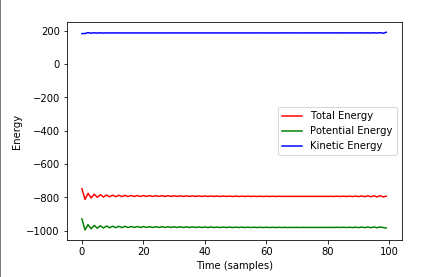 200
0
−200
−400
−600
−800
−1000
Energy
Total Energy
Potential Energy
Kinetic Energy
0 20 40 60 80 100
Time (samples)